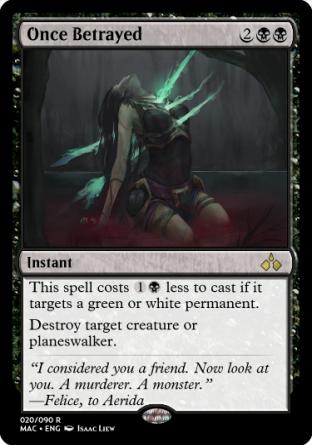 Once Betrayed 2
Instant
This spell costs 1 less to cast if it
targets a green or white permanent.
Destroy target creature or
planeswalker.
“I considered you a friend. Now look at
you. A murderer. A monster.”
—Felice, to Aerida
020/090 R
MAC • ENG Isaac Liew